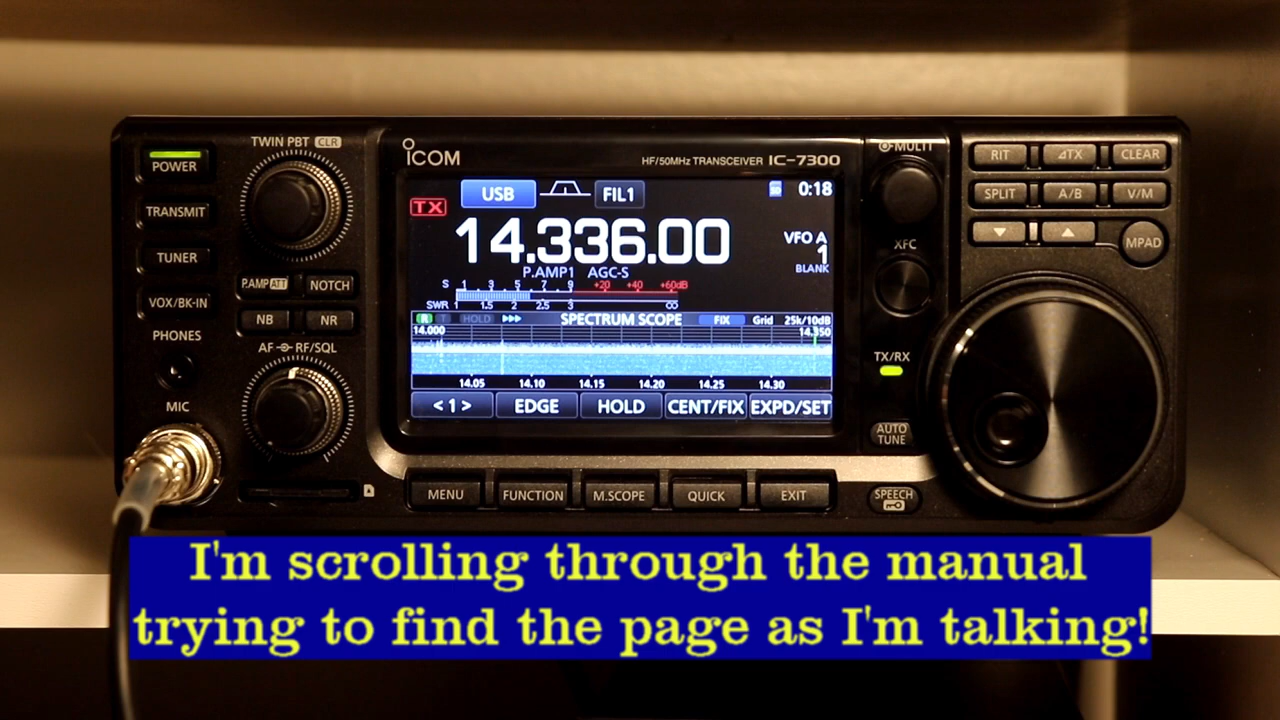 TWIN PBT CLR
POWER
TRANSMIT
TUNER
VOX/BK-IN
PHONES
MIC
P.AMP ATT
NOTCH
NB
NR
AF RF/SQL
ICOM
HF/50MHz TRANSCEIVER IC-7300
USB
FIL1
0:18
TX
14.336.00
VFO A
1
BLANK
P.AMP1 AGC-S
S 1 3 5 7 9 +20 +40 +60dB
SWR 1 1.5 2 2.5 3 ∞
R T HOLD SPECTRUM SCOPE FIX Grid 25k/10dB
14.000 14.350
14.05 14.10 14.15 14.20 14.25 14.30
< 1 > EDGE HOLD CENT/FIX EXPD/SET
MENU FUNCTION M.SCOPE QUICK EXIT
MULTI
XFC
TX/RX
AUTO
TUNE
SPEECH
RIT ⊿TX CLEAR
SPLIT A/B V/M
MPAD
I'm scrolling through the manual
trying to find the page as I'm talking!